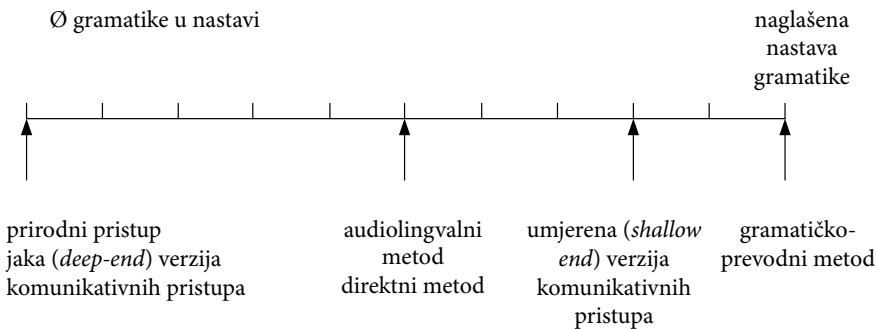 Ø gramatike u nastavi
naglašena
nastava
gramatike
prirodni pristup
jaka (deep-end) verzija
komunikativnih pristupa
audiolingvalni
metod
direktni metod
umjerena (shallow
end) verzija
komunikativnih
pristupa
gramatičko-
prevodni metod